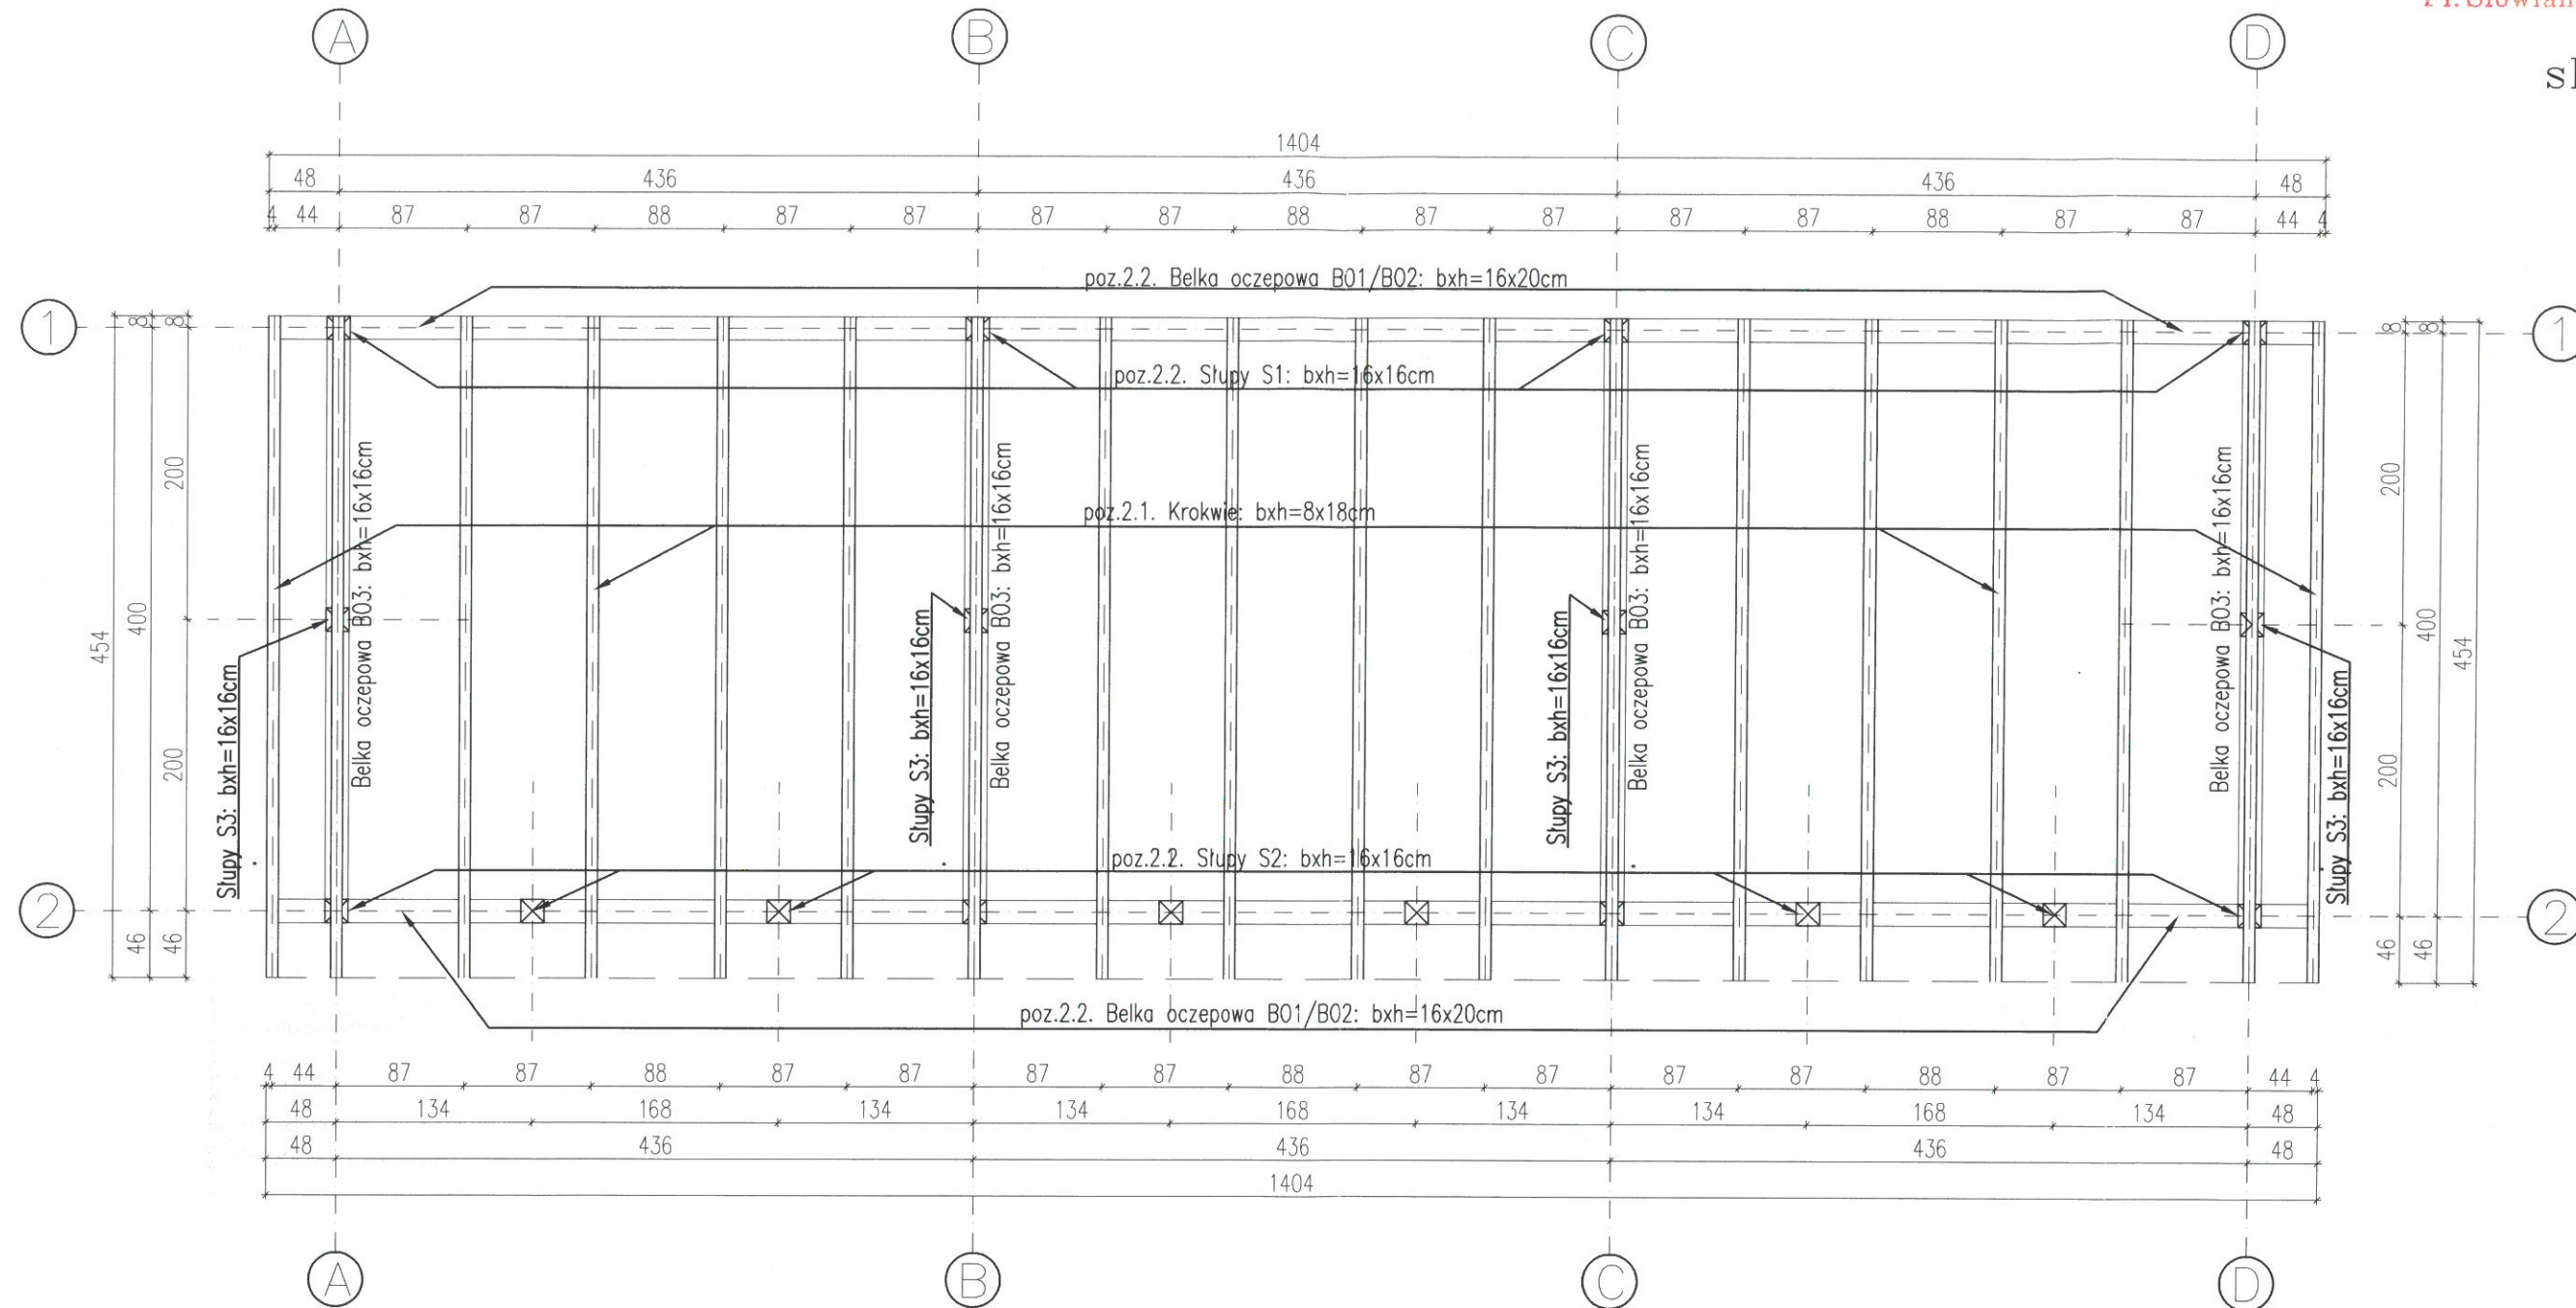 Pl. Słowiań
sl
A B C D
1404
48 436 436 436 48
4 44 87 87 88 87 87 87 87 88 87 87 87 87 88 87 87 44 4
poz.2.2. Belka oczepowa B01/B02: bxh=16x20cm
1 1
8 8 8 8
poz.2.2. Słupy S1: bxh=16x16cm
200 200
Belka oczepowa B03: bxh=16x16cm
Belka oczepowa B03: bxh=16x16cm
Belka oczepowa B03: bxh=16x16cm
Belka oczepowa B03: bxh=16x16cm
poz.2.1. Krokwie: bxh=8x18cm
454 400 400 454
Słupy S3: bxh=16x16cm
Słupy S3: bxh=16x16cm
Słupy S3: bxh=16x16cm
Słupy S3: bxh=16x16cm
200 200
poz.2.2. Słupy S2: bxh=16x16cm
2 2
46 46 46 46
poz.2.2. Belka oczepowa B01/B02: bxh=16x20cm
4 44 87 87 88 87 87 87 87 88 87 87 87 87 88 87 87 44 4
48 134 168 134 134 168 134 134 168 134 48
48 436 436 436 48
1404
A B C D